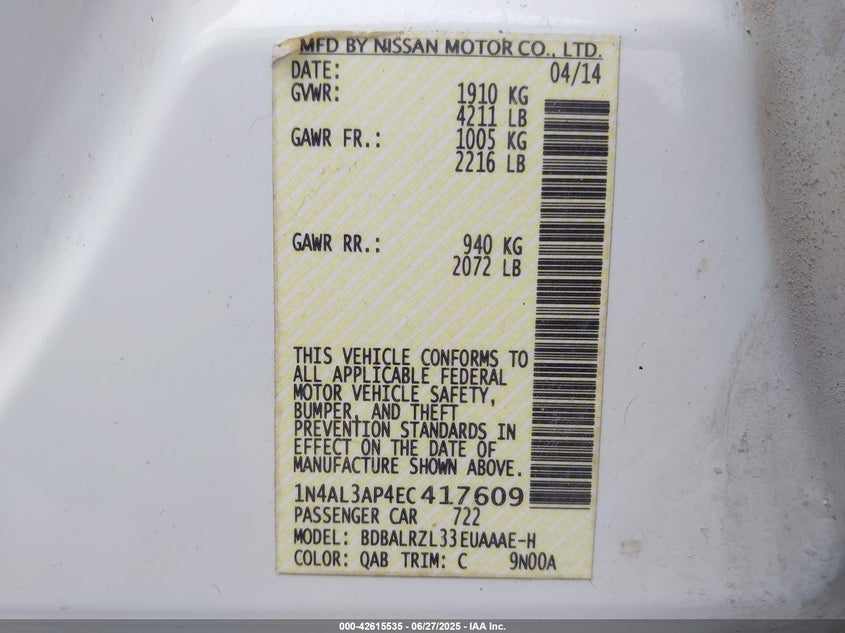 MFD BY NISSAN MOTOR CO., LTD.
DATE: 04/14
GVWR: 1910 KG
4211 LB
GAWR FR.: 1005 KG
2216 LB
GAWR RR.: 940 KG
2072 LB
THIS VEHICLE CONFORMS TO
ALL APPLICABLE FEDERAL
MOTOR VEHICLE SAFETY,
BUMPER, AND THEFT
PREVENTION STANDARDS IN
EFFECT ON THE DATE OF
MANUFACTURE SHOWN ABOVE.
1N4AL3AP4EC417609
PASSENGER CAR 722
MODEL: BDBALRZL33EUAAAE-H
COLOR: QAB TRIM: C 9N00A
000-42615535 - 06/27/2025 - IAA Inc.